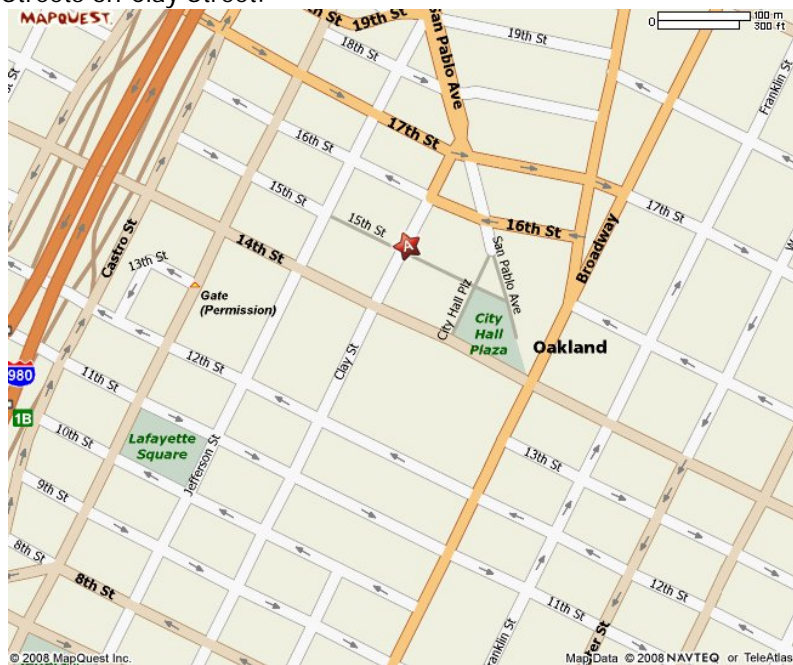 Streets on Clay Street.
MAPQUEST.
19th St
San Pablo Ave
19th St
0
100 m
300 ft
Franklin St
18th St
17th St
16th St
15th St
15th St
16th St
17th St
Castro St
13th St
14th St
A
San Pablo Ave
City Hall Plz
Broadway
Gate
(Permission)
City
Hall
Plaza
Oakland
980
1B
12th St
11th St
Clay St
10th St
Lafayette
Square
Jefferson St
9th St
13th St
8th St
8th St
12th St
11th St
© 2008 MapQuest Inc.
Map Data © 2008 NAVTEQ or TeleAtlas